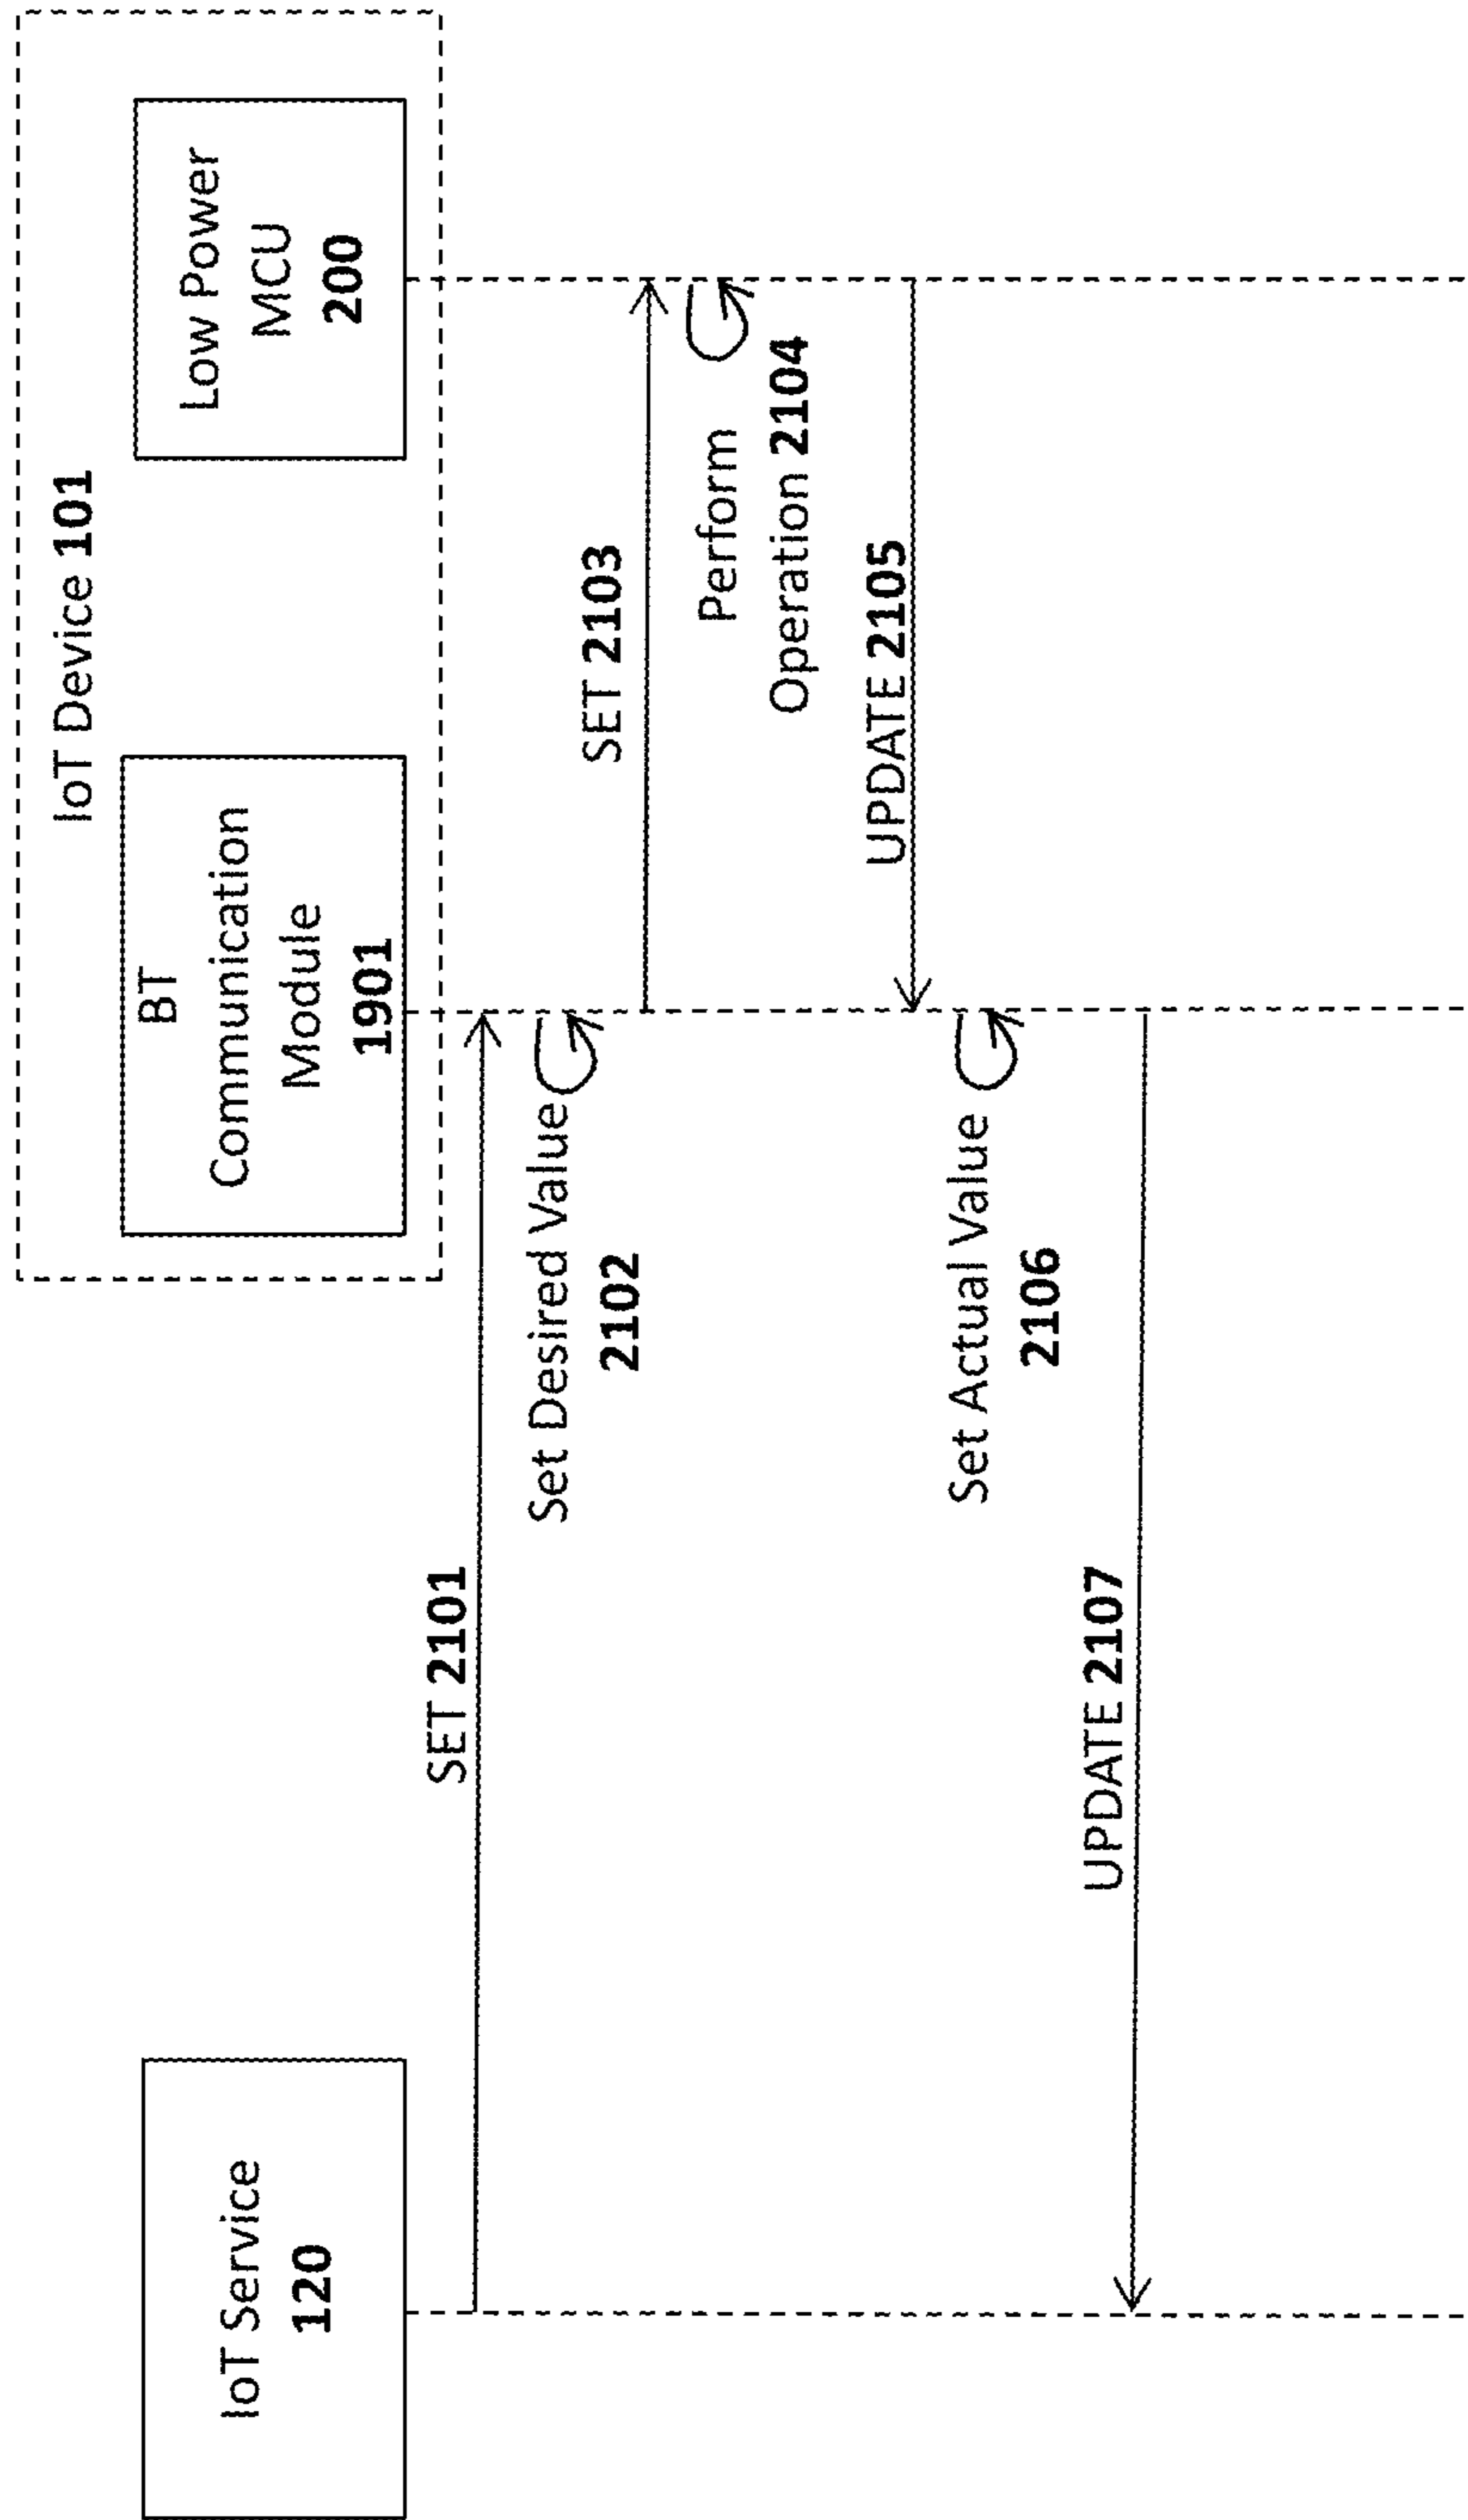 IoT Device 101
IoT Service
120
BT
Communication
Module
1901
Low Power
MCU
200
SET 2101
Set Desired Value
2102
SET 2103
Perform
Operation 2104
UPDATE 2105
Set Actual Value
2106
UPDATE 2107